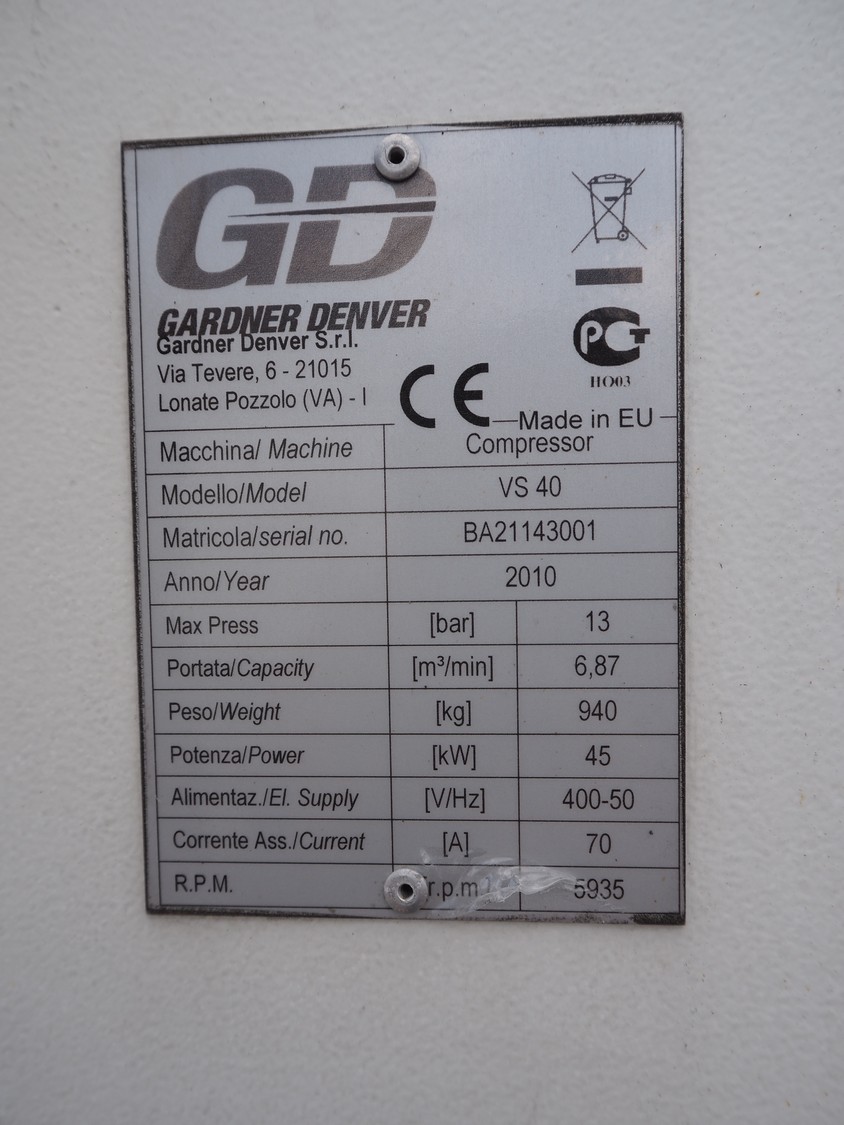 GD
GARDNER DENVER
Gardner Denver S.r.l.
Via Tevere, 6 - 21015
Lonate Pozzolo (VA) - I
CE
PCT
HO03
Made in EU
Macchina/ Machine Compressor
Modello/Model VS 40
Matricola/serial no. BA21143001
Anno/Year 2010
Max Press [bar] 13
Portata/Capacity [m³/min] 6,87
Peso/Weight [kg] 940
Potenza/Power [kW] 45
Alimentaz./El. Supply [V/Hz] 400-50
Corrente Ass./Current [A] 70
R.P.M. r.p.m 5935